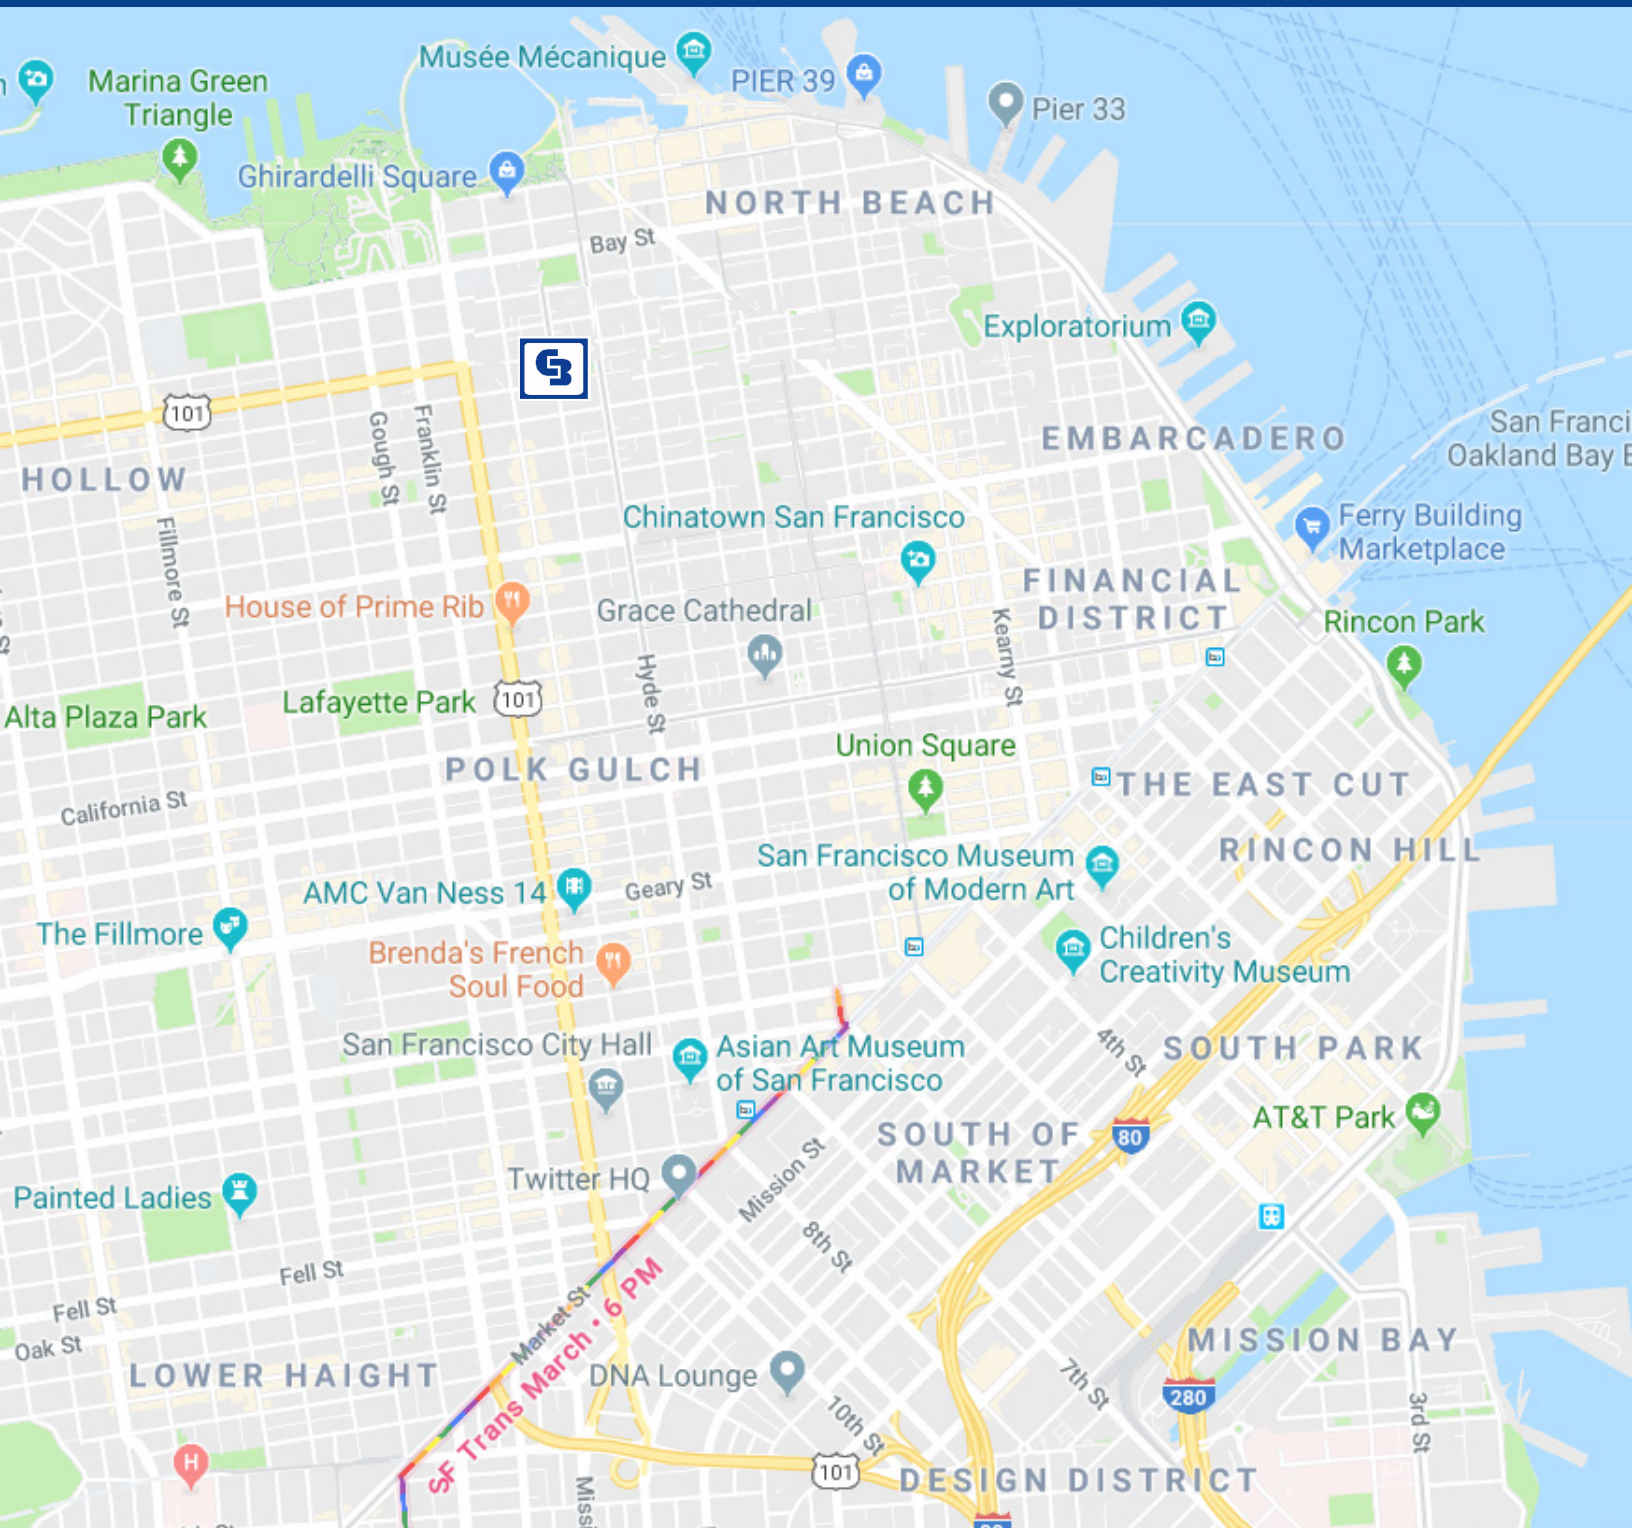 Musée Mécanique
PIER 39
Marina Green
Triangle
Pier 33
Ghirardelli Square
NORTH BEACH
Bay St
Exploratorium
CB
101
Gough St
Franklin St
HOLLOW
EMBARCADERO
San Franci
Oakland Bay B
Fillmore St
Chinatown San Francisco
Ferry Building
Marketplace
FINANCIAL
DISTRICT
House of Prime Rib
Grace Cathedral
Kearny St
Rincon Park
Hyde St
Alta Plaza Park
Lafayette Park
101
Union Square
POLK GULCH
THE EAST CUT
California St
RINCON HILL
San Francisco Museum
of Modern Art
AMC Van Ness 14
Geary St
The Fillmore
Brenda's French
Soul Food
Children's
Creativity Museum
San Francisco City Hall
Asian Art Museum
of San Francisco
4th St
SOUTH PARK
AT&T Park
SOUTH OF
MARKET
80
Twitter HQ
Mission St
Painted Ladies
8th St
Fell St
Fell St
Oak St
Market St
SF Trans March • 6 PM
MISSION BAY
LOWER HAIGHT
DNA Lounge
7th St
280
10th St
3rd St
H
101
DESIGN DISTRICT
Missi